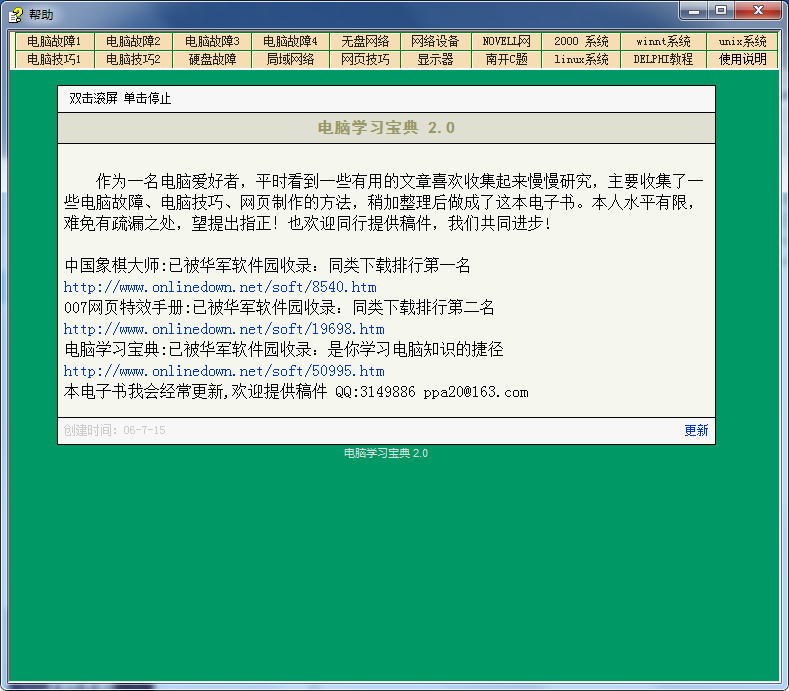 帮助
电脑故障1 电脑故障2 电脑故障3 电脑故障4 无盘网络 网络设备 NOVELL网 2000 系统 winnt系统 unix系统
电脑技巧1 电脑技巧2 硬盘故障 局域网络 网页技巧 显示器 南开C题 linux系统 DELPHI教程 使用说明
双击滚屏 单击停止
电脑学习宝典 2.0
作为一名电脑爱好者，平时看到一些有用的文章喜欢收集起来慢慢研究，主要收集了一
些电脑故障、电脑技巧、网页制作的方法，稍加整理后做成了这本电子书。本人水平有限，
难免有疏漏之处，望提出指正！也欢迎同行提供稿件，我们共同进步！
中国象棋大师:已被华军软件园收录：同类下载排行第一名
http://www.onlinedown.net/soft/8540.htm
007网页特效手册:已被华军软件园收录：同类下载排行第二名
http://www.onlinedown.net/soft/19698.htm
电脑学习宝典:已被华军软件园收录：是你学习电脑知识的捷径
http://www.onlinedown.net/soft/50995.htm
本电子书我会经常更新,欢迎提供稿件 QQ:3149886 ppa20@163.com
创建时间：06-7-15 更新
电脑学习宝典 2.0